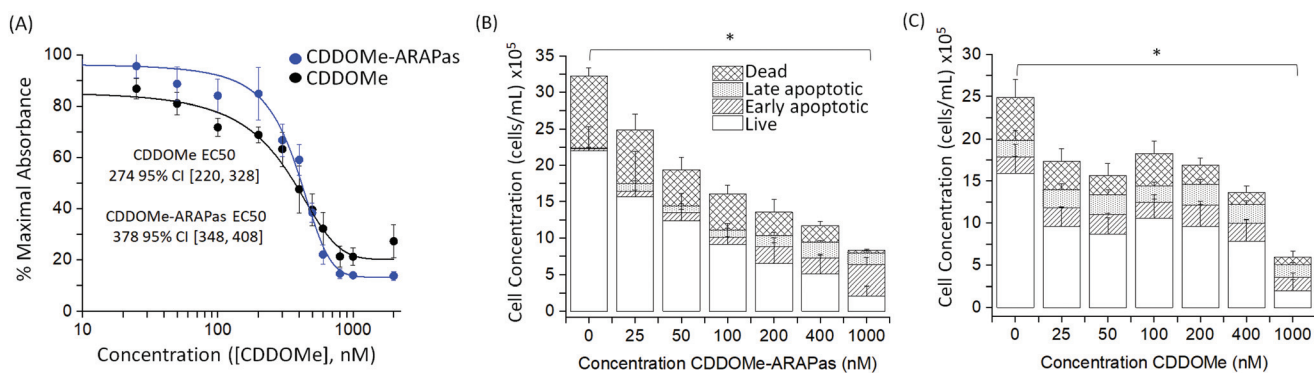 (A)
% Maximal Absorbance
100
80
60
40
20
0
CDDOMe-ARAPas
CDDOMe
CDDOMe EC50
274 95% CI [220, 328]
CDDOMe-ARAPas EC50
378 95% CI [348, 408]
10 100 1000
Concentration ([CDDOMe], nM)
(B)
Cell Concentration (cells/mL) x10⁵
35
30
25
20
15
10
5
0
*
Dead
Late apoptotic
Early apoptotic
Live
0 25 50 100 200 400 1000
Concentration CDDOMe-ARAPas (nM)
(C)
Cell Concentration (cells/mL) x10⁵
30
25
20
15
10
5
0
*
0 25 50 100 200 400 1000
Concentration CDDOMe (nM)